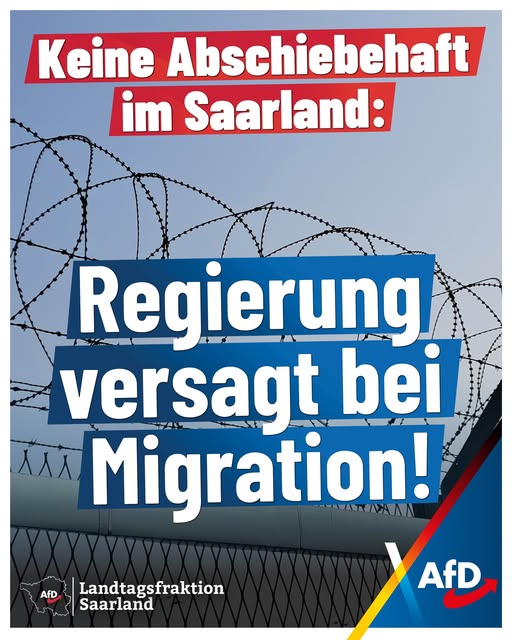 Keine Abschiebehaft
im Saarland:
Regierung
versagt bei
Migration!
AfD
Landtagsfraktion
Saarland
AfD